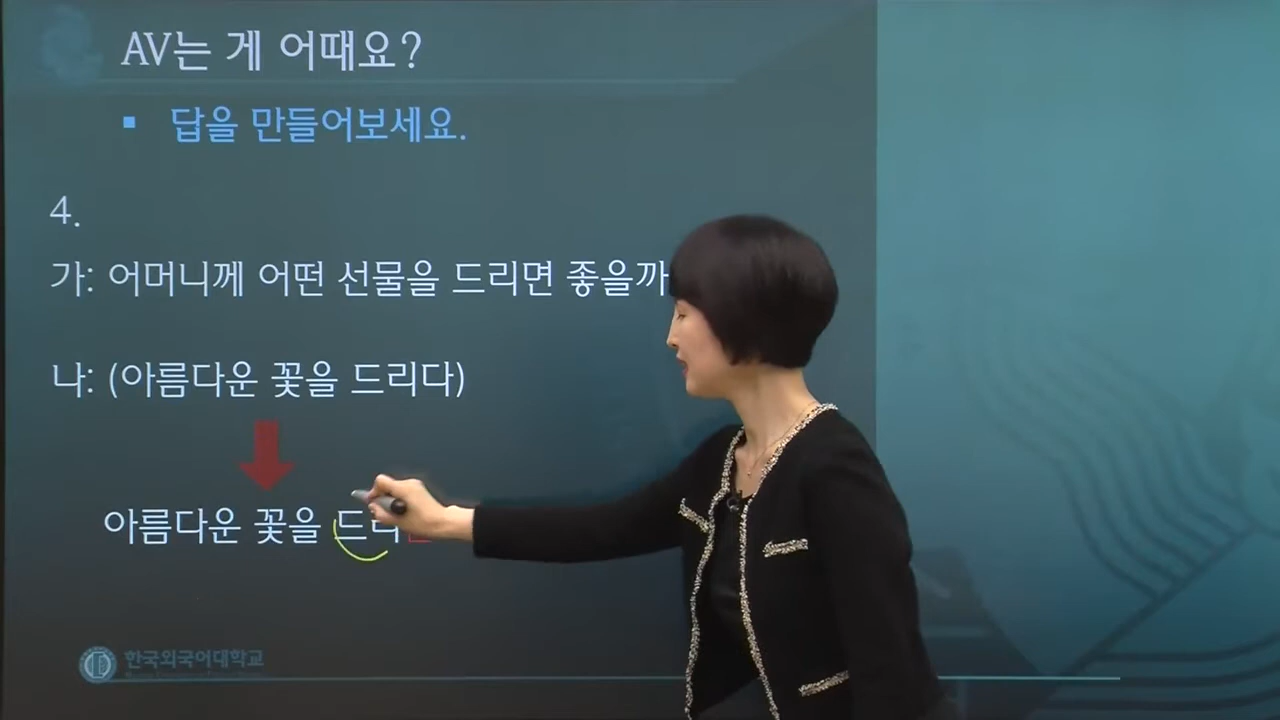 AV는 게 어때요?
▪ 답을 만들어보세요.
4.
가: 어머니께 어떤 선물을 드리면 좋을까
나: (아름다운 꽃을 드리다)
아름다운 꽃을 드리는
한국외국어대학교